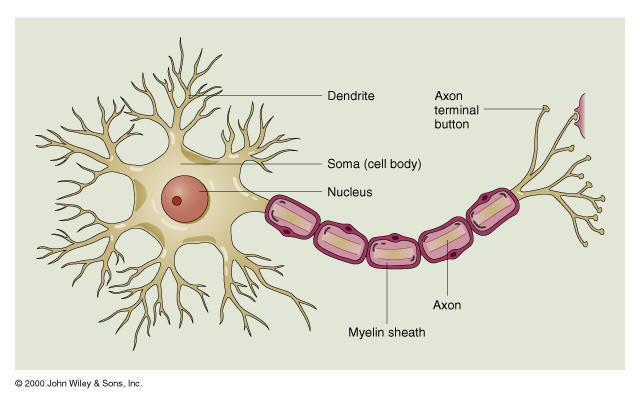 Dendrite
Axon
terminal
button
Soma (cell body)
Nucleus
Axon
Myelin sheath
© 2000 John Wiley & Sons, Inc.